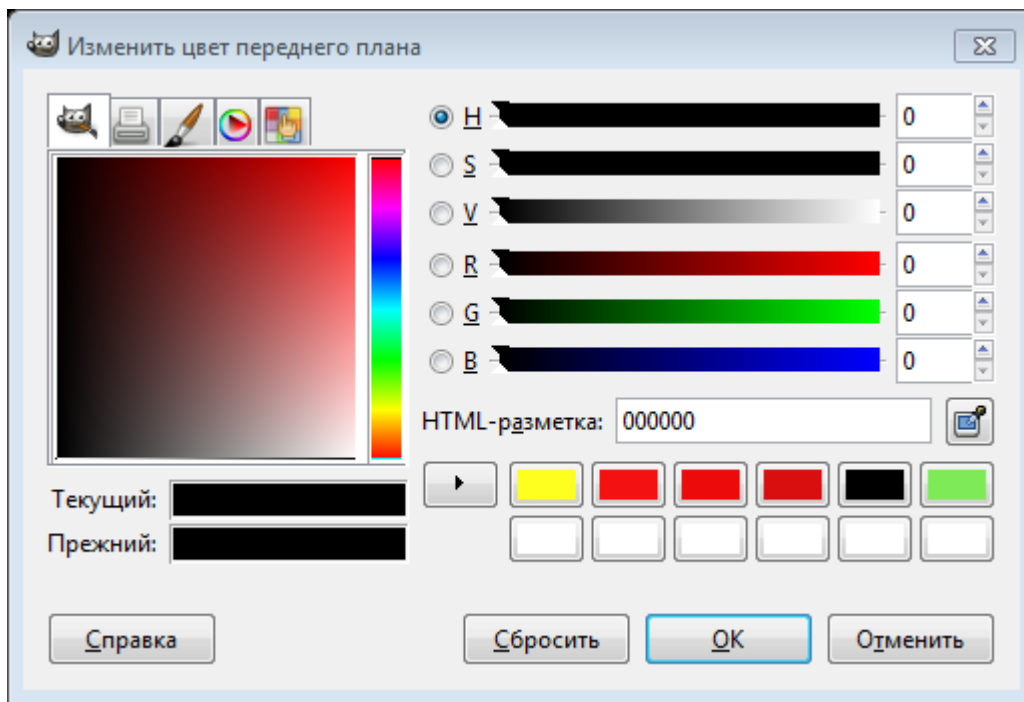 Изменить цвет переднего плана
H 0
S 0
V 0
R 0
G 0
B 0
HTML-разметка: 000000
Текущий:
Прежний:
Справка
Сбросить
OK
Отменить